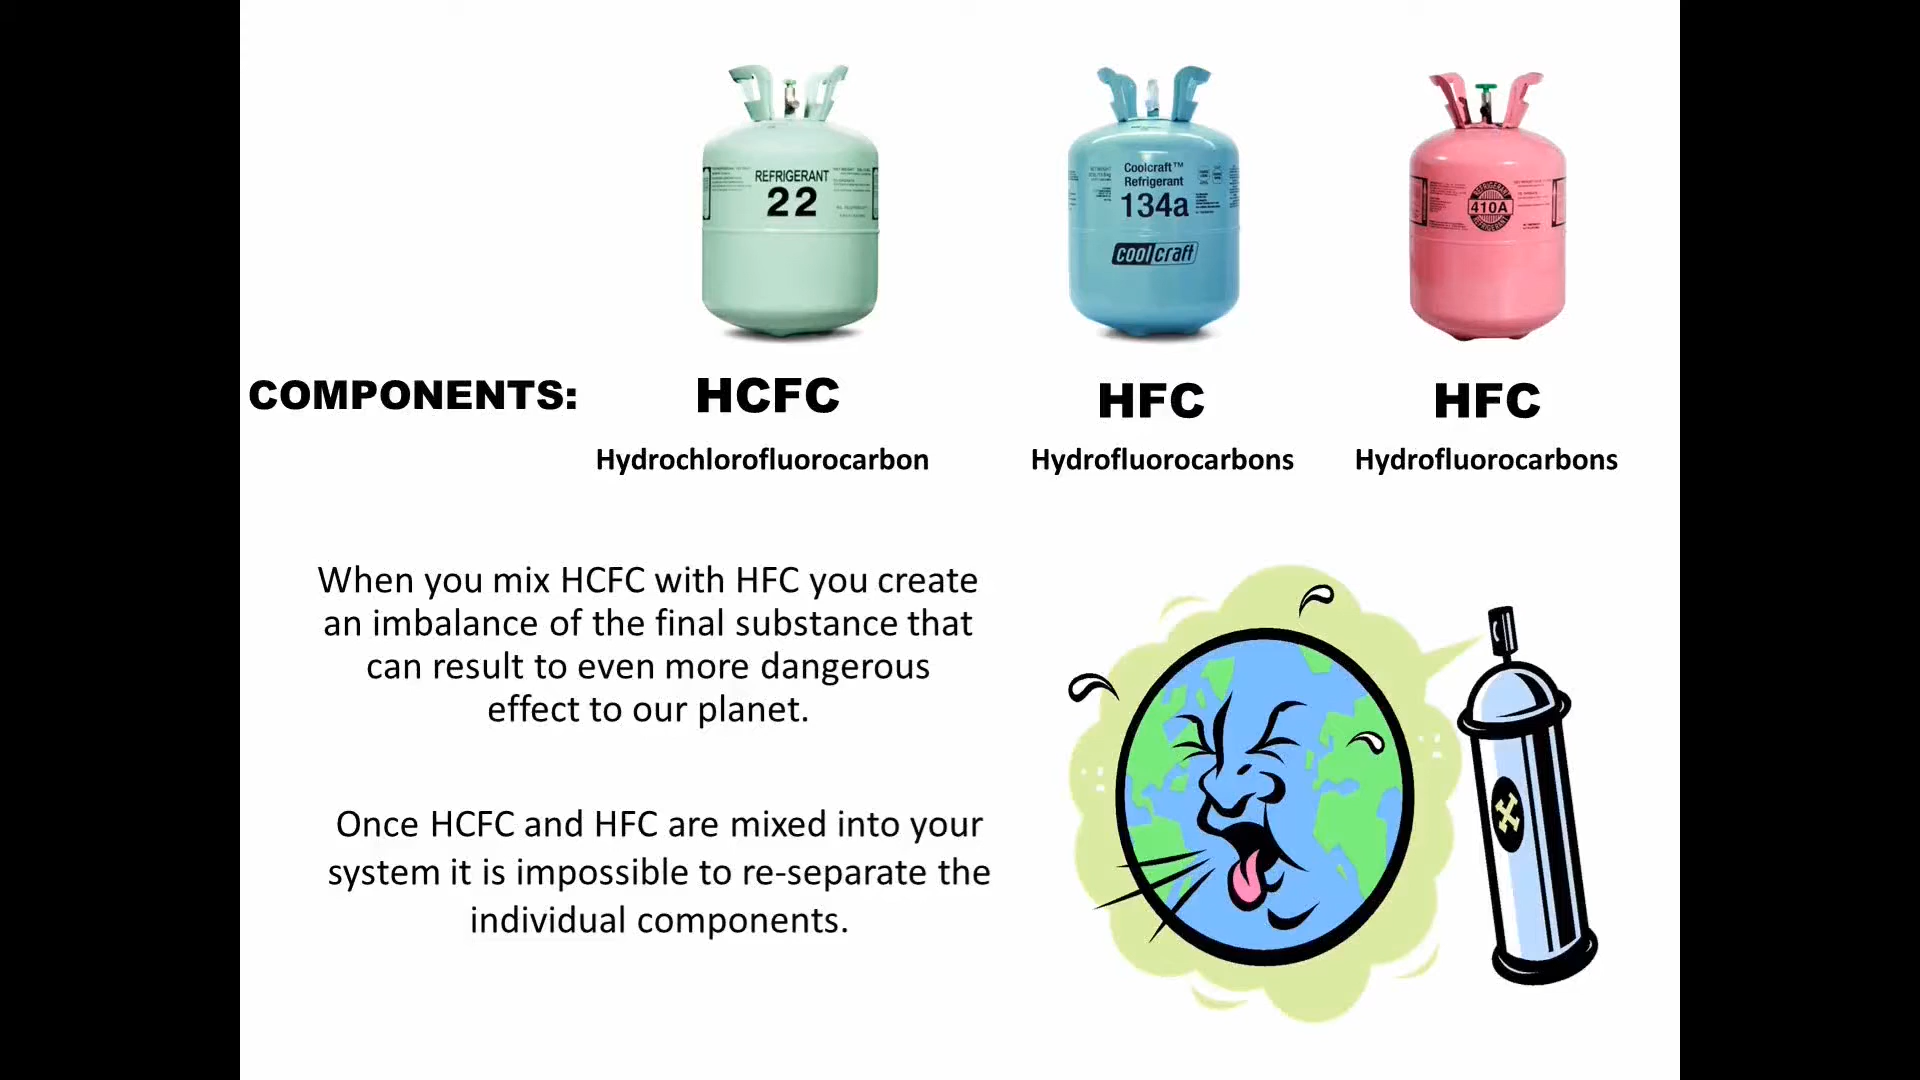 REFRIGERANT
22
Coolcraft™
Refrigerant
134a
coolcraft
REFRIGERANT
410A
REFRIGERANT
COMPONENTS:
HCFC
HFC
HFC
Hydrochlorofluorocarbon
Hydrofluorocarbons
Hydrofluorocarbons
When you mix HCFC with HFC you create
an imbalance of the final substance that
can result to even more dangerous
effect to our planet.
Once HCFC and HFC are mixed into your
system it is impossible to re-separate the
individual components.